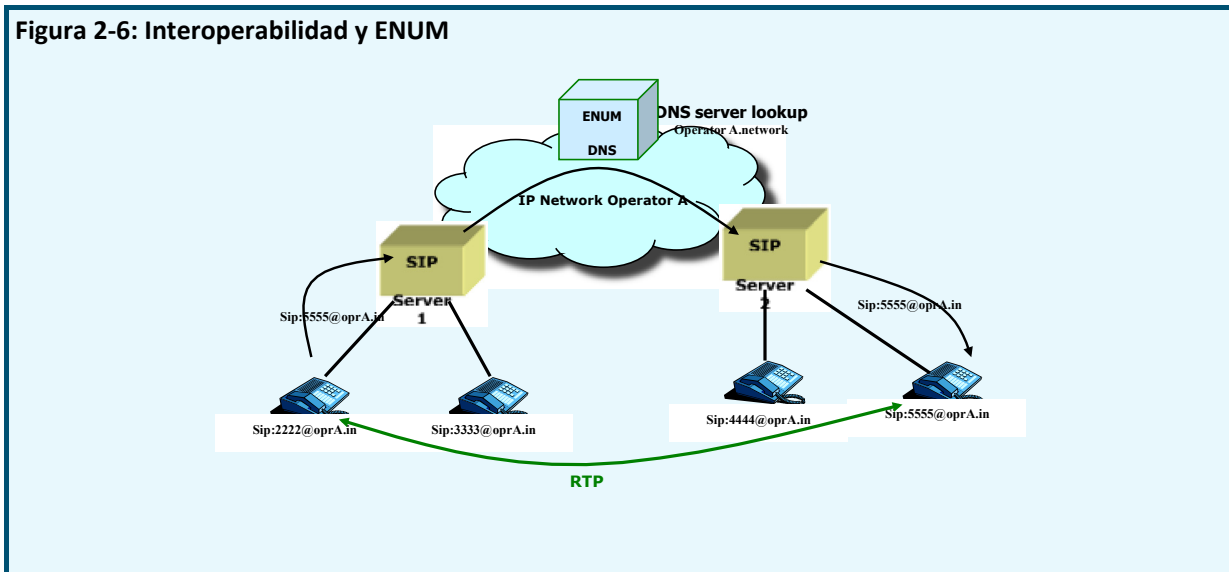 Figura 2-6: Interoperabilidad y ENUM
ENUM
DNS
DNS server lookup
Operator A.network
IP Network Operator A
SIP
Server
1
SIP
Server
2
Sip:5555@oprA.in
Sip:5555@oprA.in
Sip:2222@oprA.in
Sip:3333@oprA.in
Sip:4444@oprA.in
Sip:5555@oprA.in
RTP